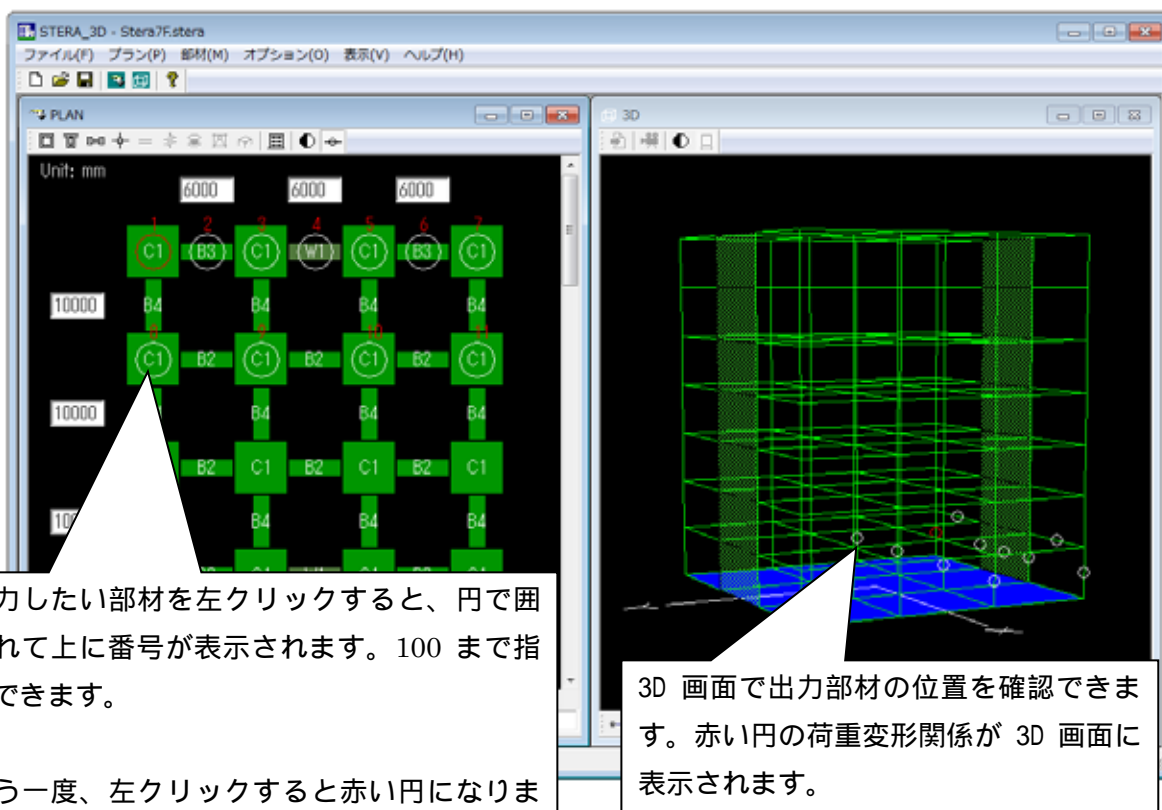 STERA_3D - Stera7F.stera
ファイル(F) プラン(P) 部材(M) オプション(O) 表示(V) ヘルプ(H)
PLAN
Unit: mm
6000 6000 6000
1 2 3 4 5 6 7
C1 B3 C1 W1 C1 B3 C1
10000 B4 B4 B4 B4
8 9 10 11
C1 B2 C1 B2 C1 B2 C1
10000 B4 B4 B4
B2 C1 B2 C1 B2 C1
B4 B4 B4
力したい部材を左クリックすると、円で囲
れて上に番号が表示されます。100 まで指
できます。
う一度、左クリックすると赤い円になりま
3D
3D 画面で出力部材の位置を確認できま
す。赤い円の荷重変形関係が 3D 画面に
表示されます。